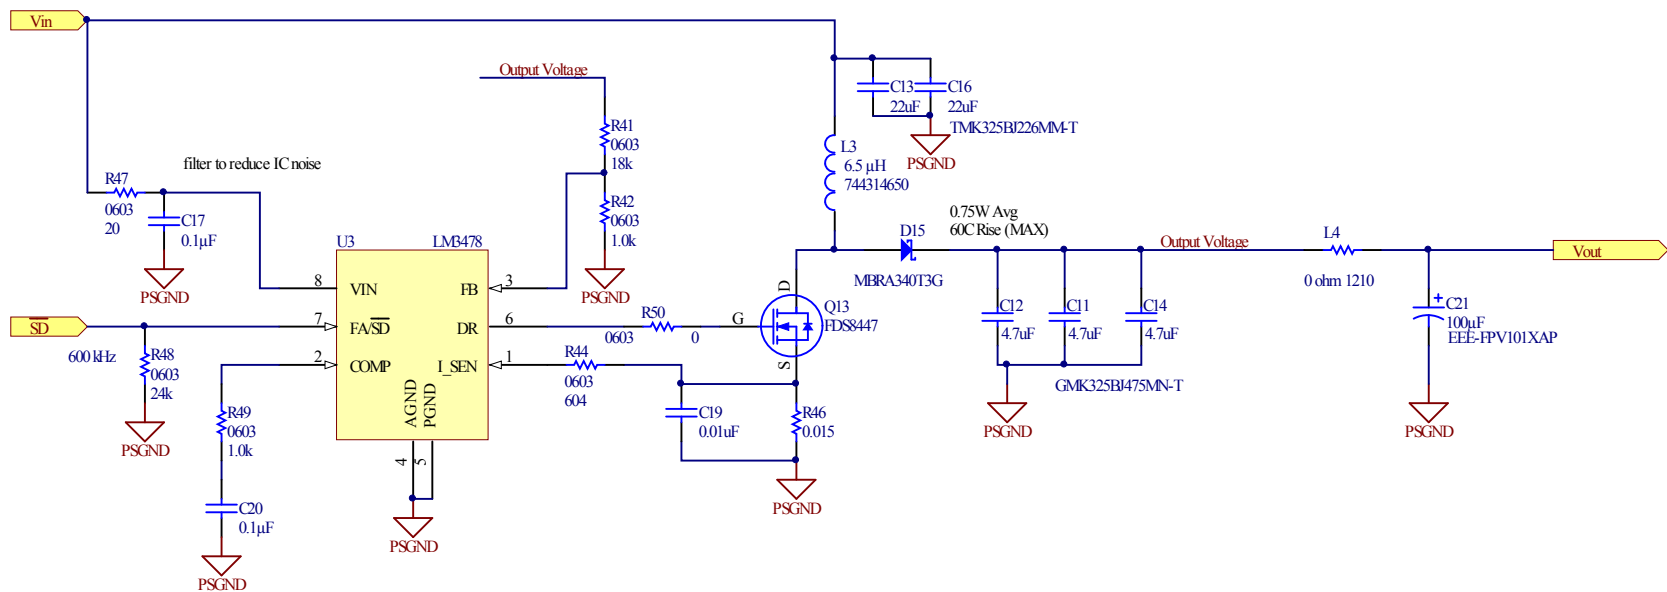 Vin
Output Voltage
C13
22uF
C16
22uF
TMK325BJ226MM-T
PSGND
R41
0603
18k
L3
6.5 µH
744314650
filter to reduce IC noise
R47
0603
20
C17
0.1µF
PSGND
R42
0603
1.0k
PSGND
0.75W Avg
60C Rise (MAX)
D15
MBRA340T3G
Output Voltage
L4
0 ohm 1210
Vout
U3
LM3478
8
VIN
FB
3
7
FA/SD
DR
6
2
COMP
I_SEN
1
AGND
PGND
4
5
PSGND
SD
600 kHz
R48
0603
24k
PSGND
R49
0603
1.0k
C20
0.1µF
PSGND
R50
0603
0
G
D
S
Q13
FDS8447
R44
0603
604
C19
0.01uF
R46
0.015
PSGND
C12
4.7uF
C11
4.7uF
C14
4.7uF
GMK325BJ475MN-T
PSGND
+
C21
100µF
EEE-FPV101XAP
PSGND